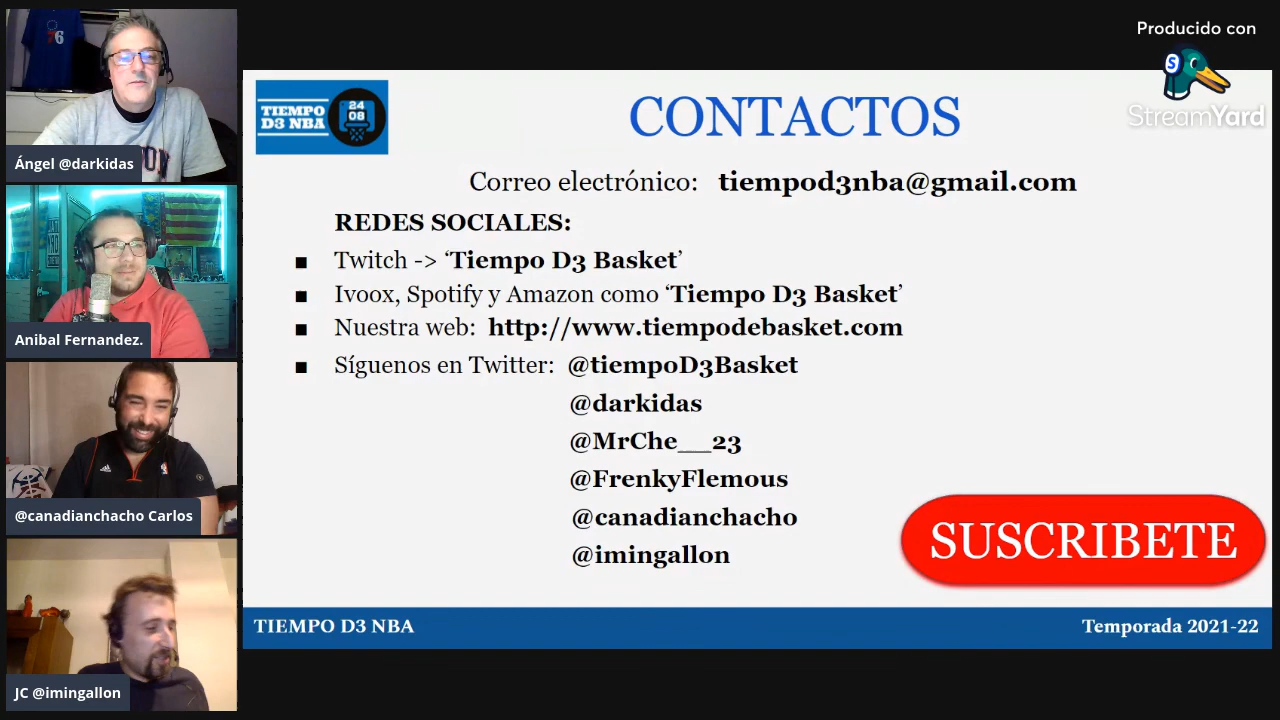 Producido con
StreamYard
76
Ángel @darkidas
Anibal Fernandez.
@canadianchacho Carlos
JC @imingallon
TIEMPO
D3 NBA
24
08
CONTACTOS
Correo electrónico: tiempod3nba@gmail.com
REDES SOCIALES:
▪ Twitch -> ‘Tiempo D3 Basket’
▪ Ivoox, Spotify y Amazon como ‘Tiempo D3 Basket’
▪ Nuestra web: http://www.tiempodebasket.com
▪ Síguenos en Twitter: @tiempoD3Basket
@darkidas
@MrChe__23
@FrenkyFlemous
@canadianchacho
@imingallon
SUSCRIBETE
TIEMPO D3 NBA
Temporada 2021-22